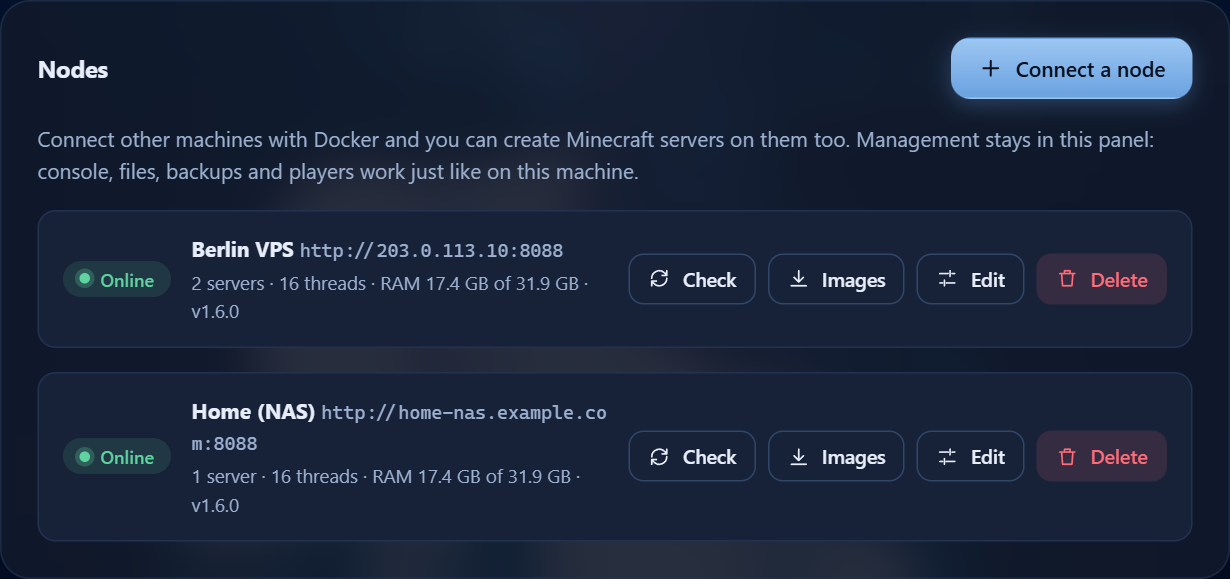 Nodes
Connect a node
Connect other machines with Docker and you can create Minecraft servers on them too. Management stays in this panel:
console, files, backups and players work just like on this machine.
Online
Berlin VPS http://203.0.113.10:8088
2 servers · 16 threads · RAM 17.4 GB of 31.9 GB ·
v1.6.0
Check
Images
Edit
Delete
Online
Home (NAS) http://home-nas.example.co
m:8088
1 server · 16 threads · RAM 17.4 GB of 31.9 GB ·
v1.6.0
Check
Images
Edit
Delete